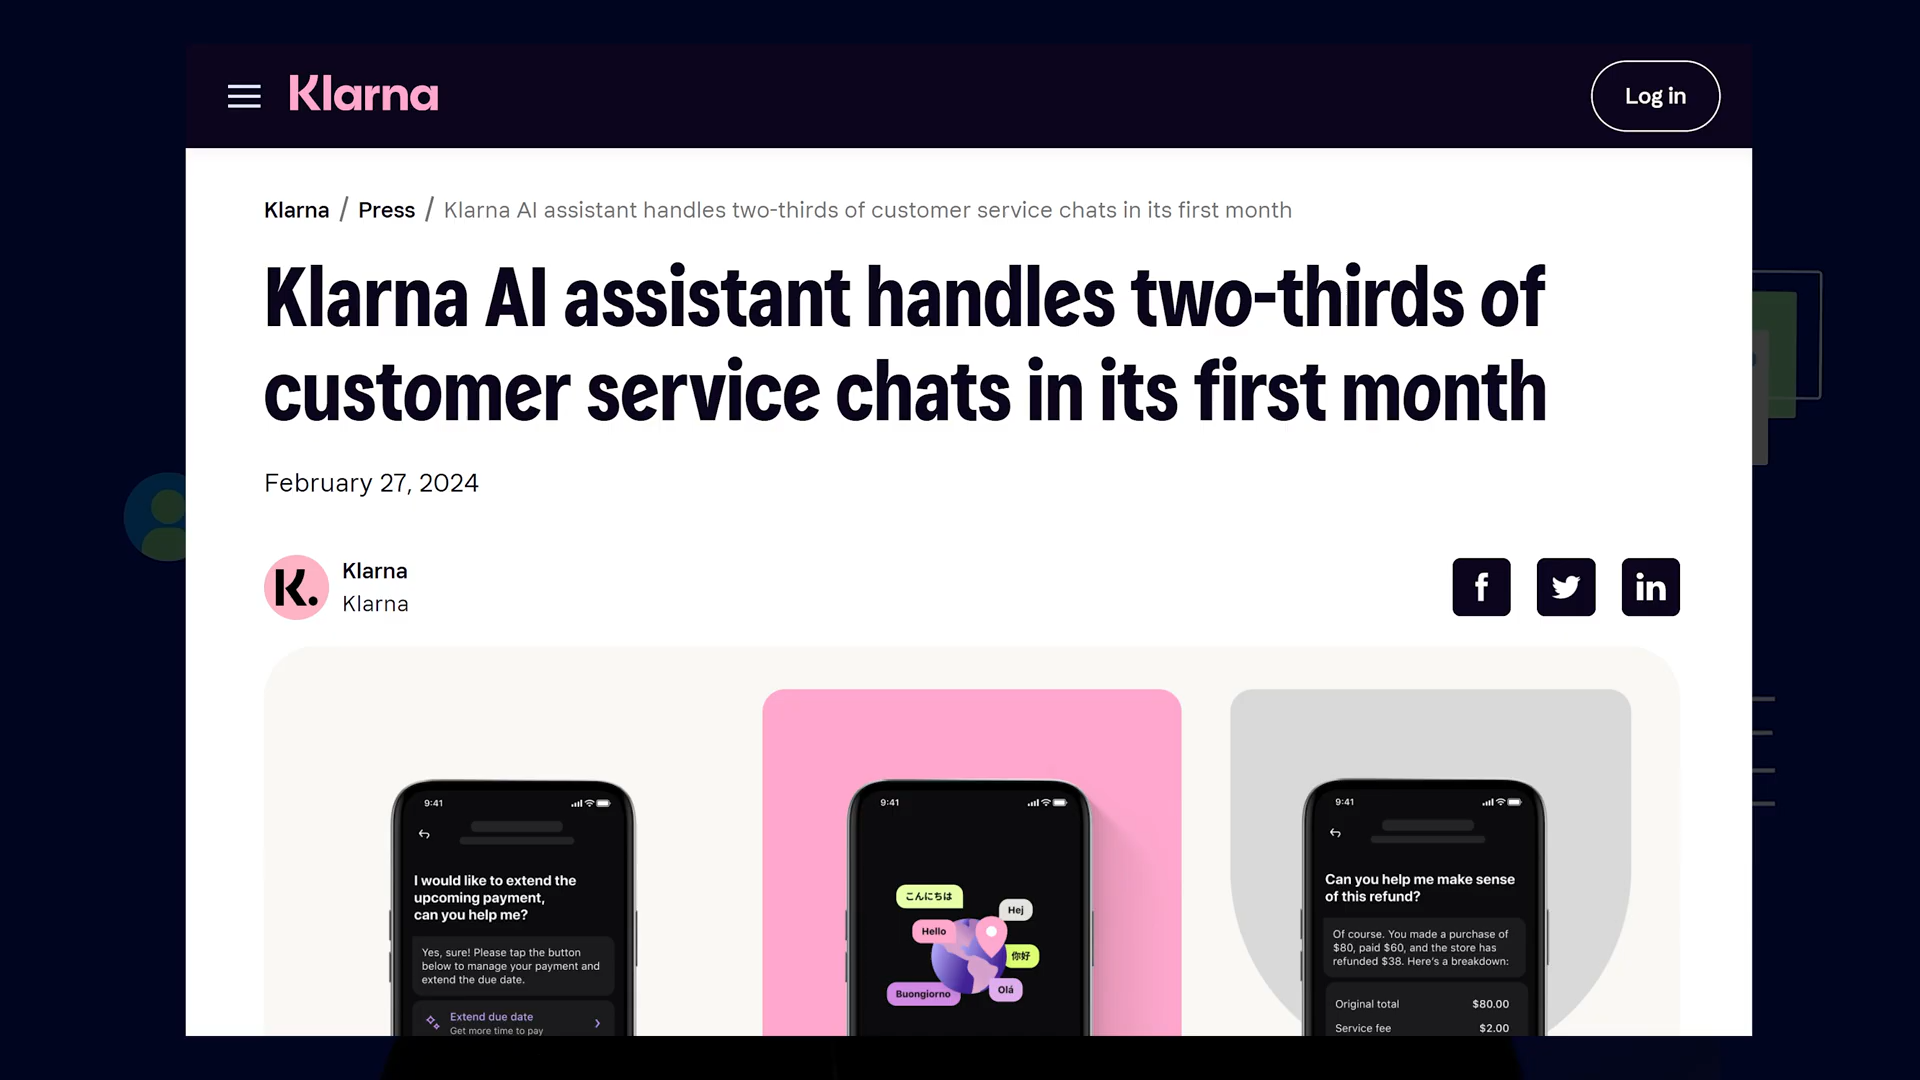 Klarna
Log in
Klarna / Press / Klarna AI assistant handles two-thirds of customer service chats in its first month
Klarna AI assistant handles two-thirds of
customer service chats in its first month
February 27, 2024
K.
Klarna
Klarna
f
in
9:41
I would like to extend the
upcoming payment,
can you help me?
Yes, sure! Please tap the button
below to manage your payment and
extend the due date.
Extend due date
Get more time to pay
9:41
こんにちは
Hej
Hello
你好
Buongiorno
Olá
9:41
Can you help me make sense
of this refund?
Of course. You made a purchase of
$80, paid $60, and the store has
refunded $38. Here's a breakdown:
Original total $80.00
Service fee $2.00